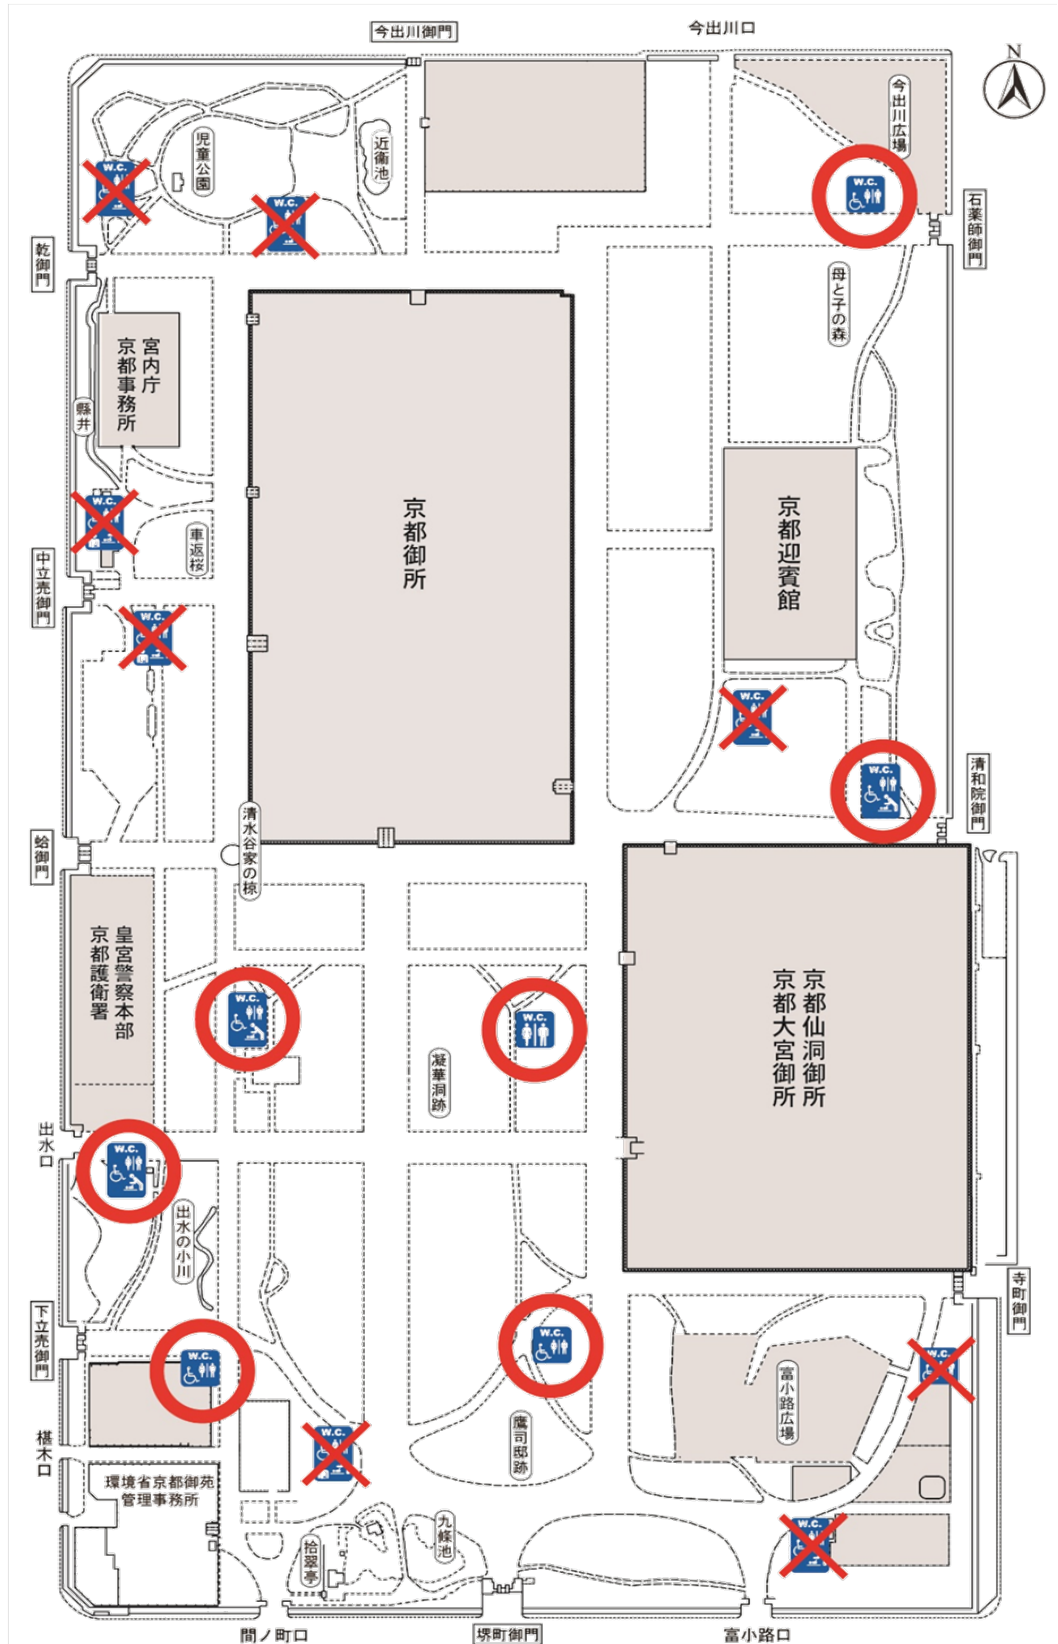 今出川御門
今出川口
N
今出川広場
児童公園
近衞池
W.C.
W.C.
W.C.
石薬師御門
乾御門
母と子の森
宮内庁
京都事務所
縣井
京都御所
京都迎賓館
W.C.
車返桜
中立売御門
W.C.
W.C.
清和院御門
W.C.
清水谷家の椋
蛤御門
皇宮警察本部
京都護衛署
京都仙洞御所
京都大宮御所
W.C.
W.C.
凝華洞跡
出水口
W.C.
出水の小川
寺町御門
下立売御門
W.C.
W.C.
W.C.
富小路広場
鷹司邸跡
椹木口
W.C.
環境省京都御苑
管理事務所
九條池
拾翠亭
W.C.
間ノ町口
堺町御門
富小路口